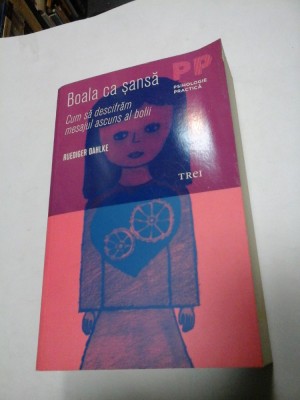 Boala ca șansă
Cum să descifrăm
mesajul ascuns al bolii
RUEDIGER DAHLKE
PP
PSIHOLOGIE
PRACTICĂ
TREI